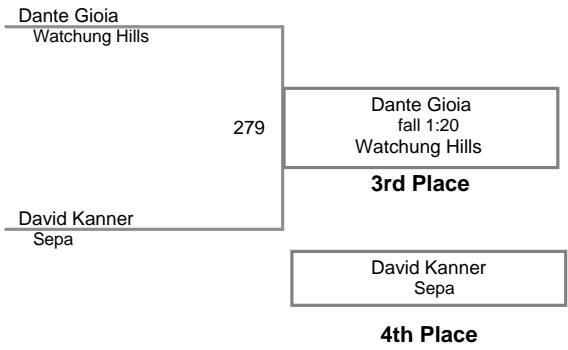 Dante Gioia
Watchung Hills
279
Dante Gioia
fall 1:20
Watchung Hills
3rd Place
David Kanner
Sepa
David Kanner
Sepa
4th Place